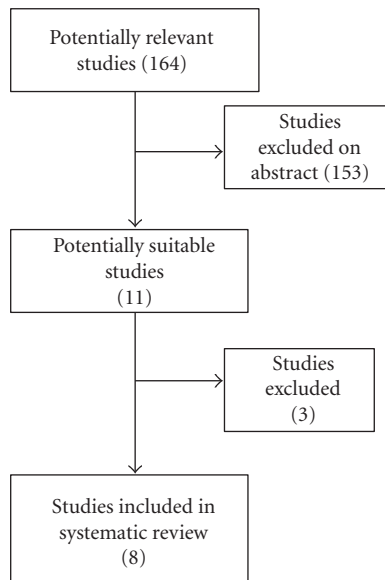 Potentially relevant
studies (164)
Studies
excluded on
abstract (153)
Potentially suitable
studies
(11)
Studies
excluded
(3)
Studies included in
systematic review
(8)